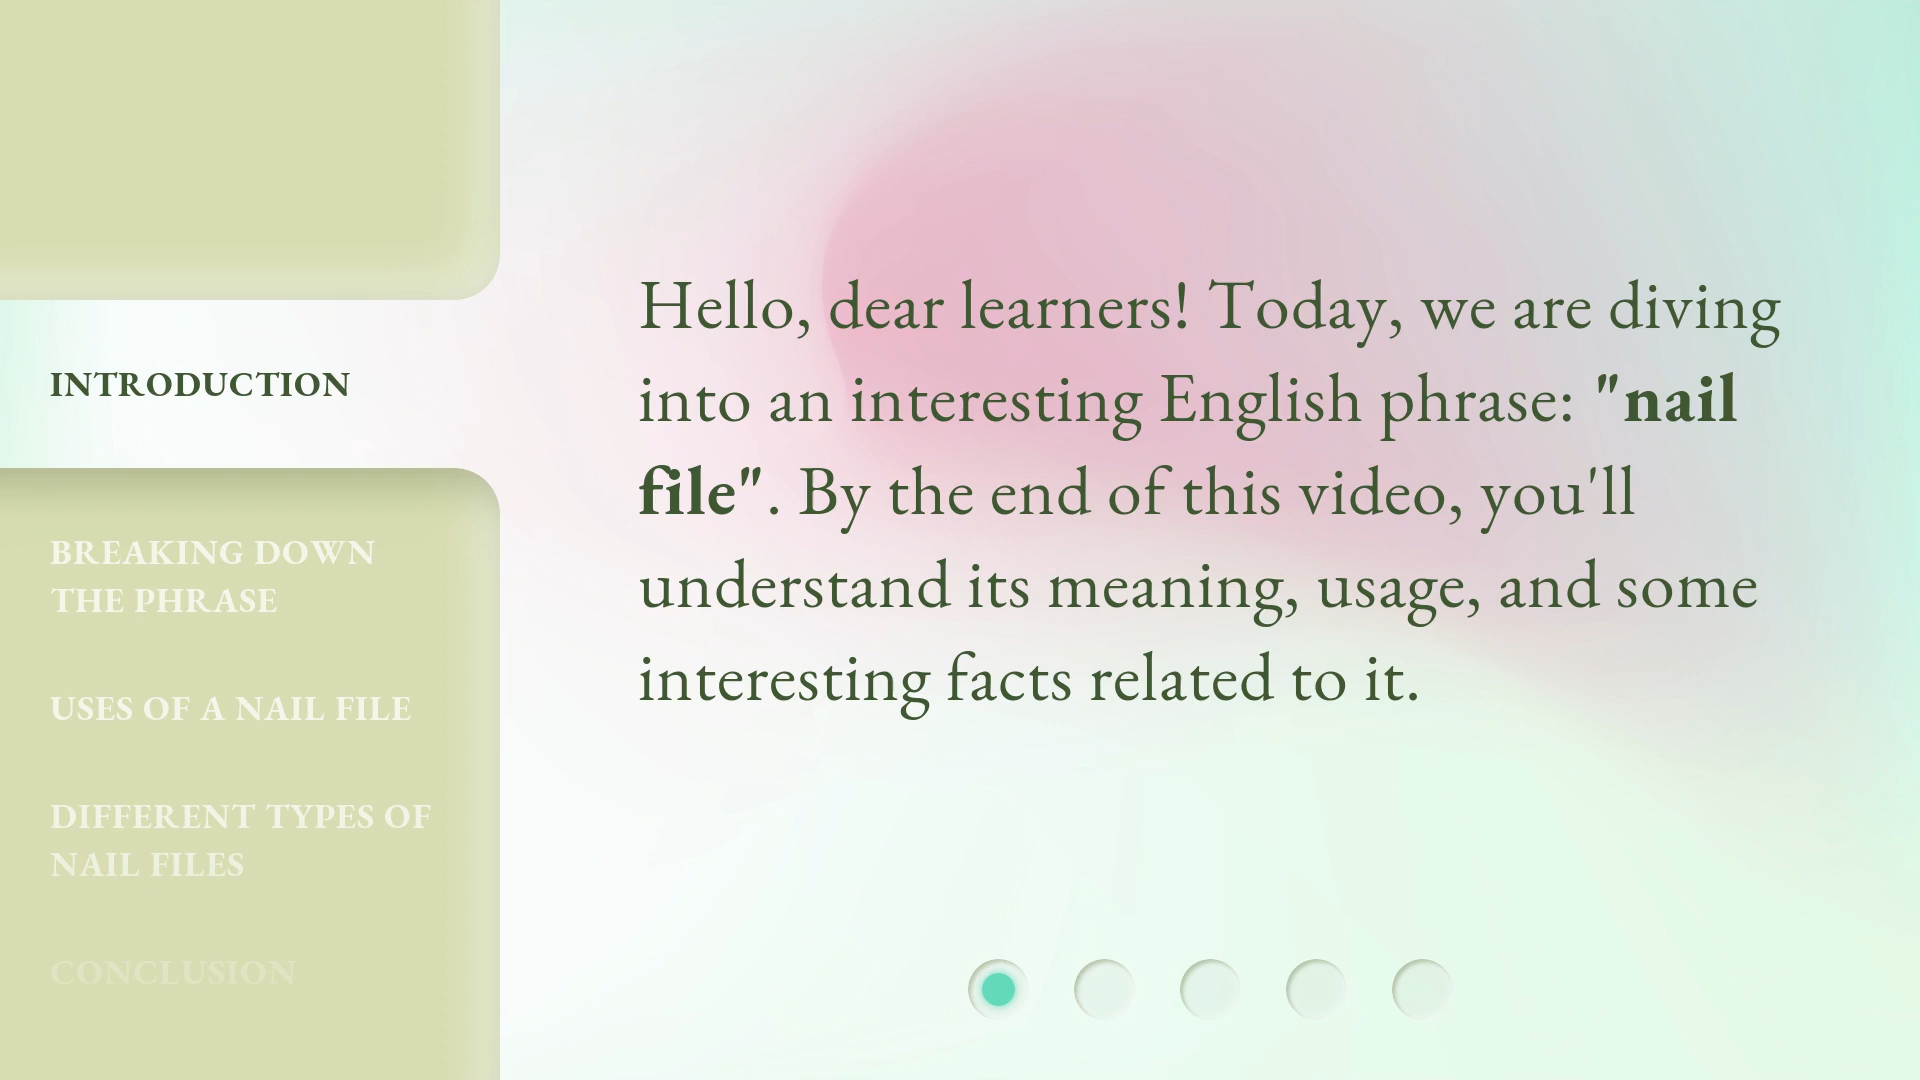 INTRODUCTION
BREAKING DOWN
THE PHRASE
USES OF A NAIL FILE
DIFFERENT TYPES OF
NAIL FILES
CONCLUSION
Hello, dear learners! Today, we are diving
into an interesting English phrase: "nail
file". By the end of this video, you'll
understand its meaning, usage, and some
interesting facts related to it.